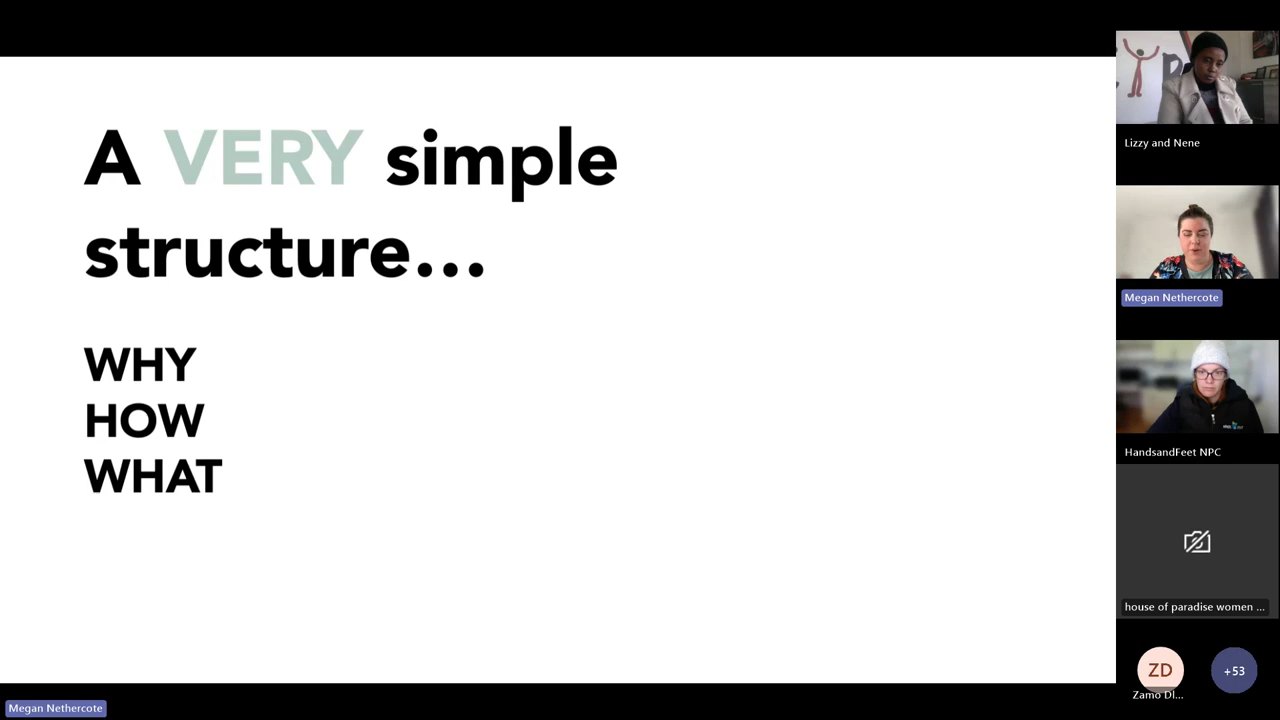 A VERY simple
structure...
WHY
HOW
WHAT
Lizzy and Nene
Megan Nethercote
HandsandFeet NPC
house of paradise women ...
ZD
Zamo Dl...
+53
Megan Nethercote